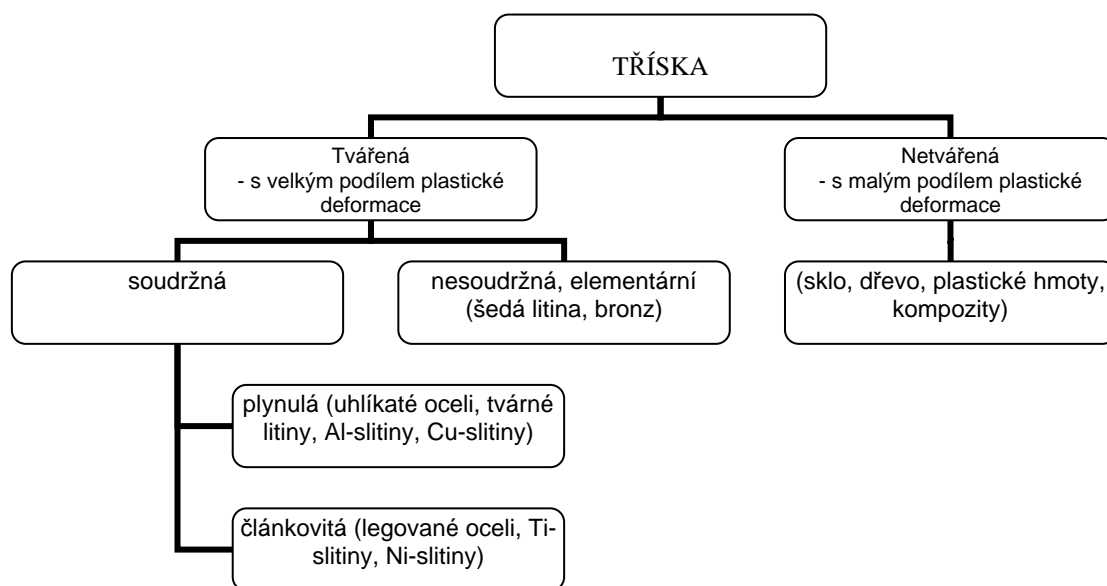 TŘÍSKA
Tvářená
- s velkým podílem plastické
deformace
Netvářená
- s malým podílem plastické
deformace
soudržná
nesoudržná, elementární
(šedá litina, bronz)
(sklo, dřevo, plastické hmoty,
kompozity)
plynulá (uhlíkaté oceli, tvárné
litiny, Al-slitiny, Cu-slitiny)
článkovitá (legované oceli, Ti-
slitiny, Ni-slitiny)